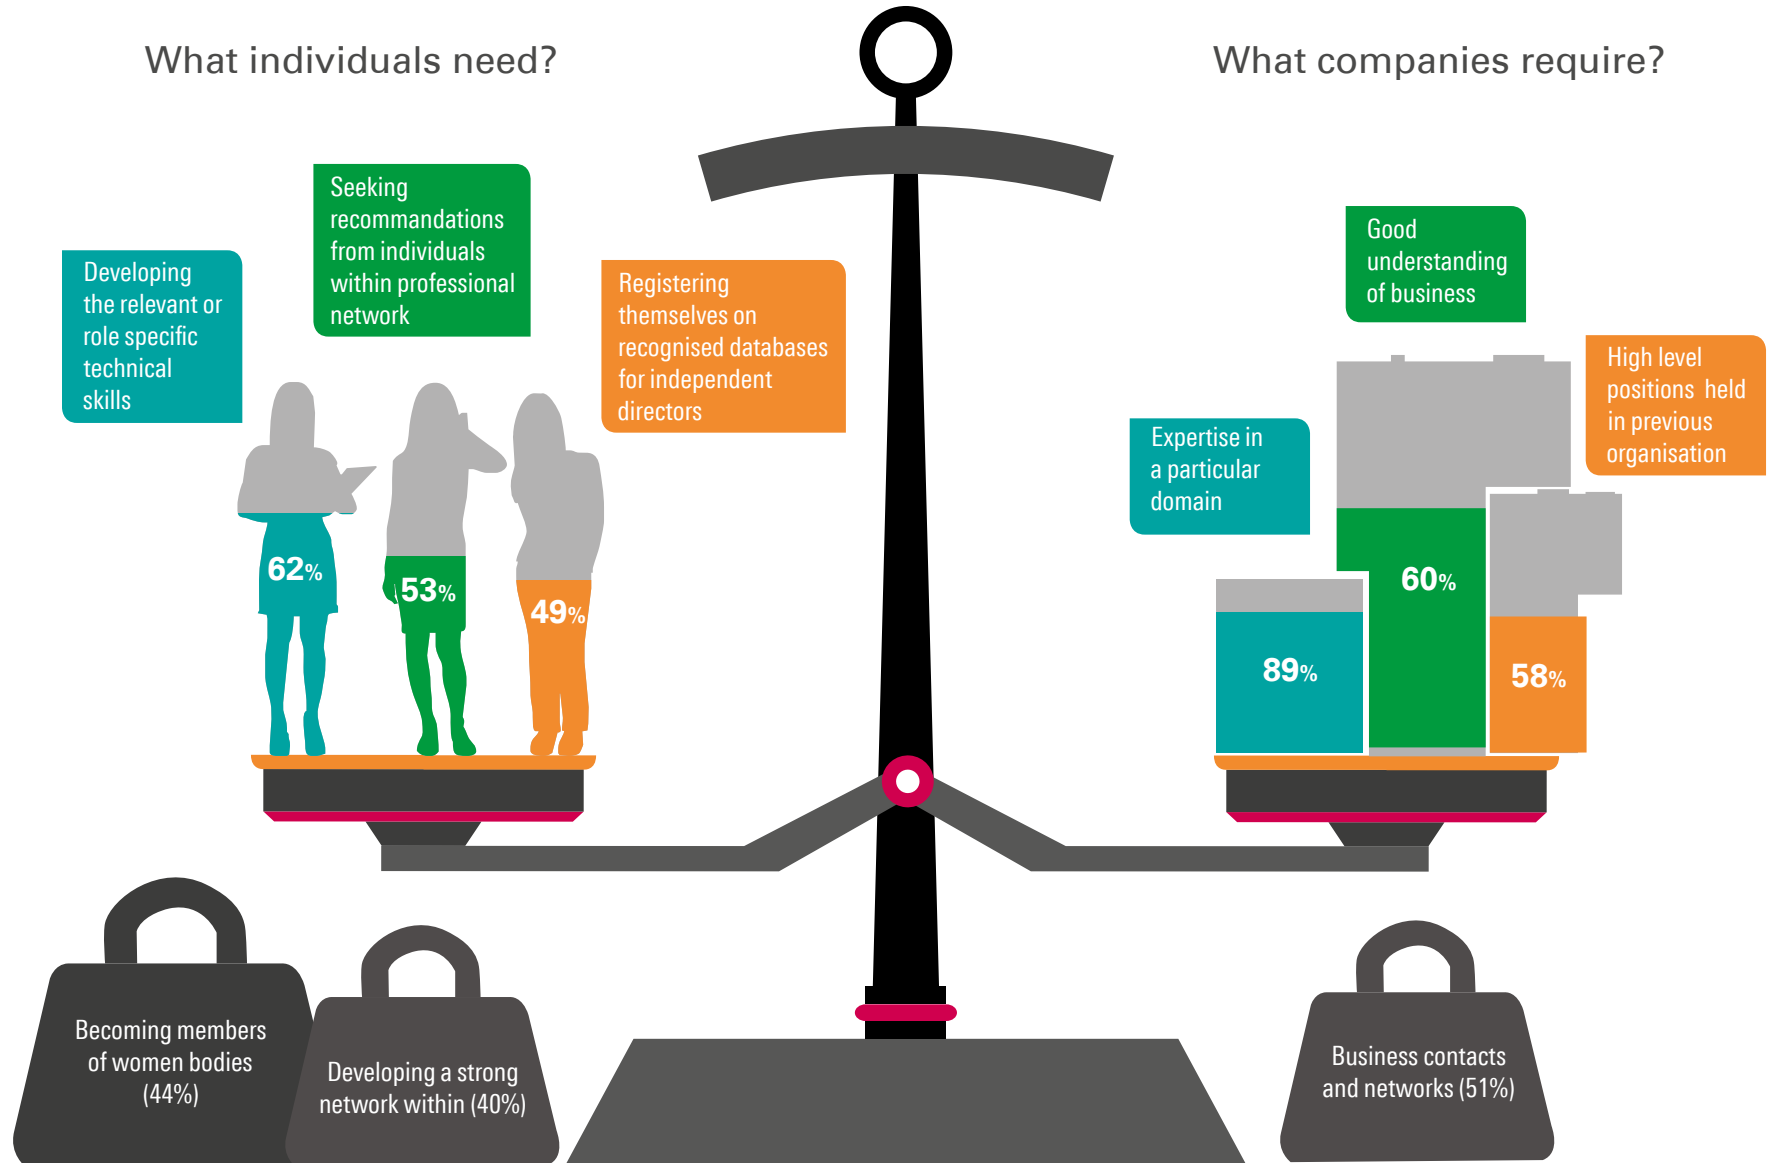 What individuals need?
What companies require?
Seeking
recommandations
from individuals
within professional
network
Developing
the relevant or
role specific
technical
skills
Registering
themselves on
recognised databases
for independent
directors
62%
53%
49%
Good
understanding
of business
High level
positions held
in previous
organisation
Expertise in
a particular
domain
60%
89%
58%
Becoming members
of women bodies
(44%)
Developing a strong
network within (40%)
Business contacts
and networks (51%)